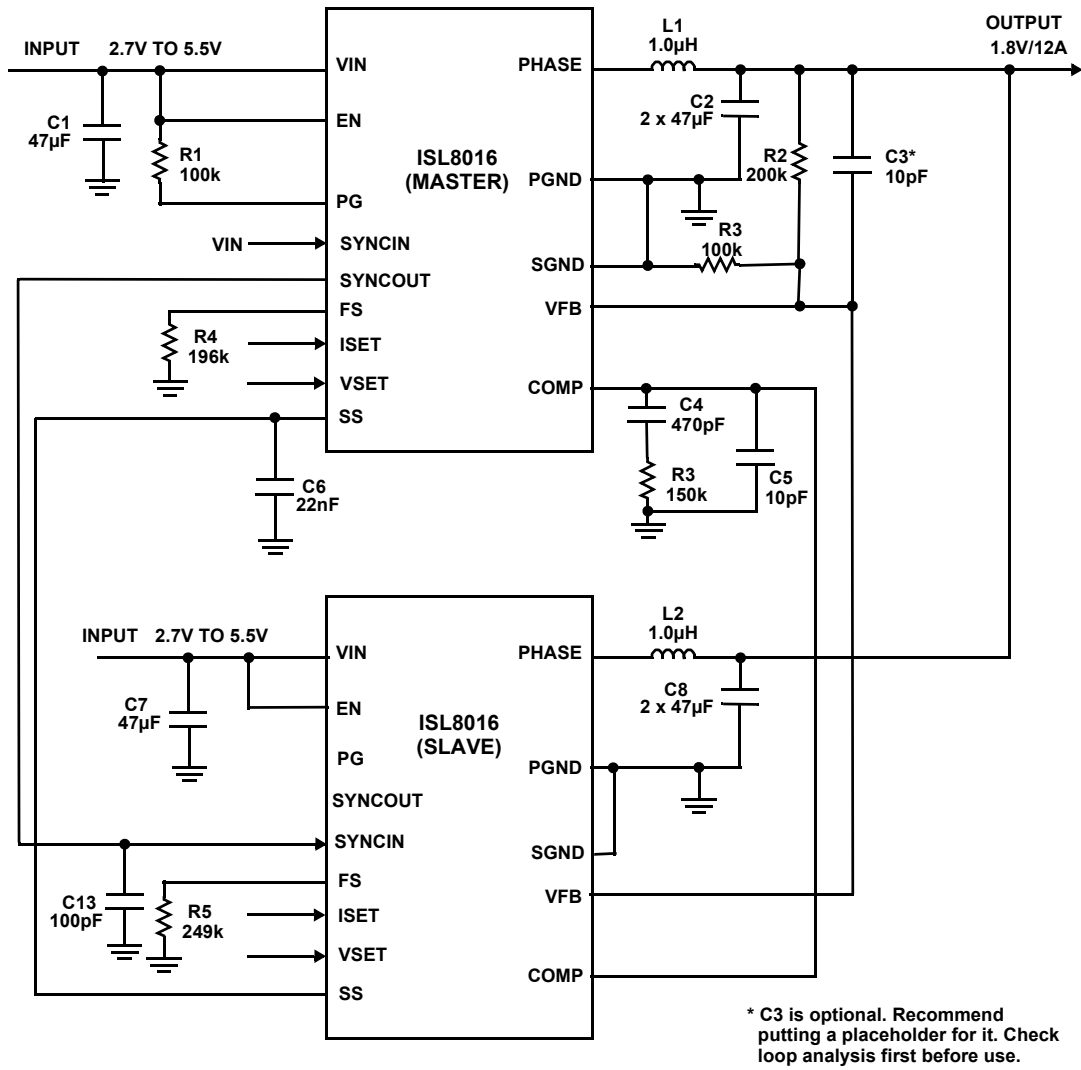 INPUT 2.7V TO 5.5V
C1
47µF
R1
100k
VIN
EN
PG
VIN
SYNCIN
SYNCOUT
FS
R4
196k
ISET
VSET
SS
C6
22nF
ISL8016
(MASTER)
PHASE
PGND
SGND
VFB
COMP
L1
1.0µH
OUTPUT
1.8V/12A
C2
2 x 47µF
R2
200k
C3*
10pF
R3
100k
C4
470pF
R3
150k
C5
10pF
INPUT 2.7V TO 5.5V
C7
47µF
VIN
EN
PG
SYNCOUT
SYNCIN
FS
C13
100pF
R5
249k
ISET
VSET
SS
ISL8016
(SLAVE)
PHASE
PGND
SGND
VFB
COMP
L2
1.0µH
C8
2 x 47µF
* C3 is optional. Recommend
putting a placeholder for it. Check
loop analysis first before use.